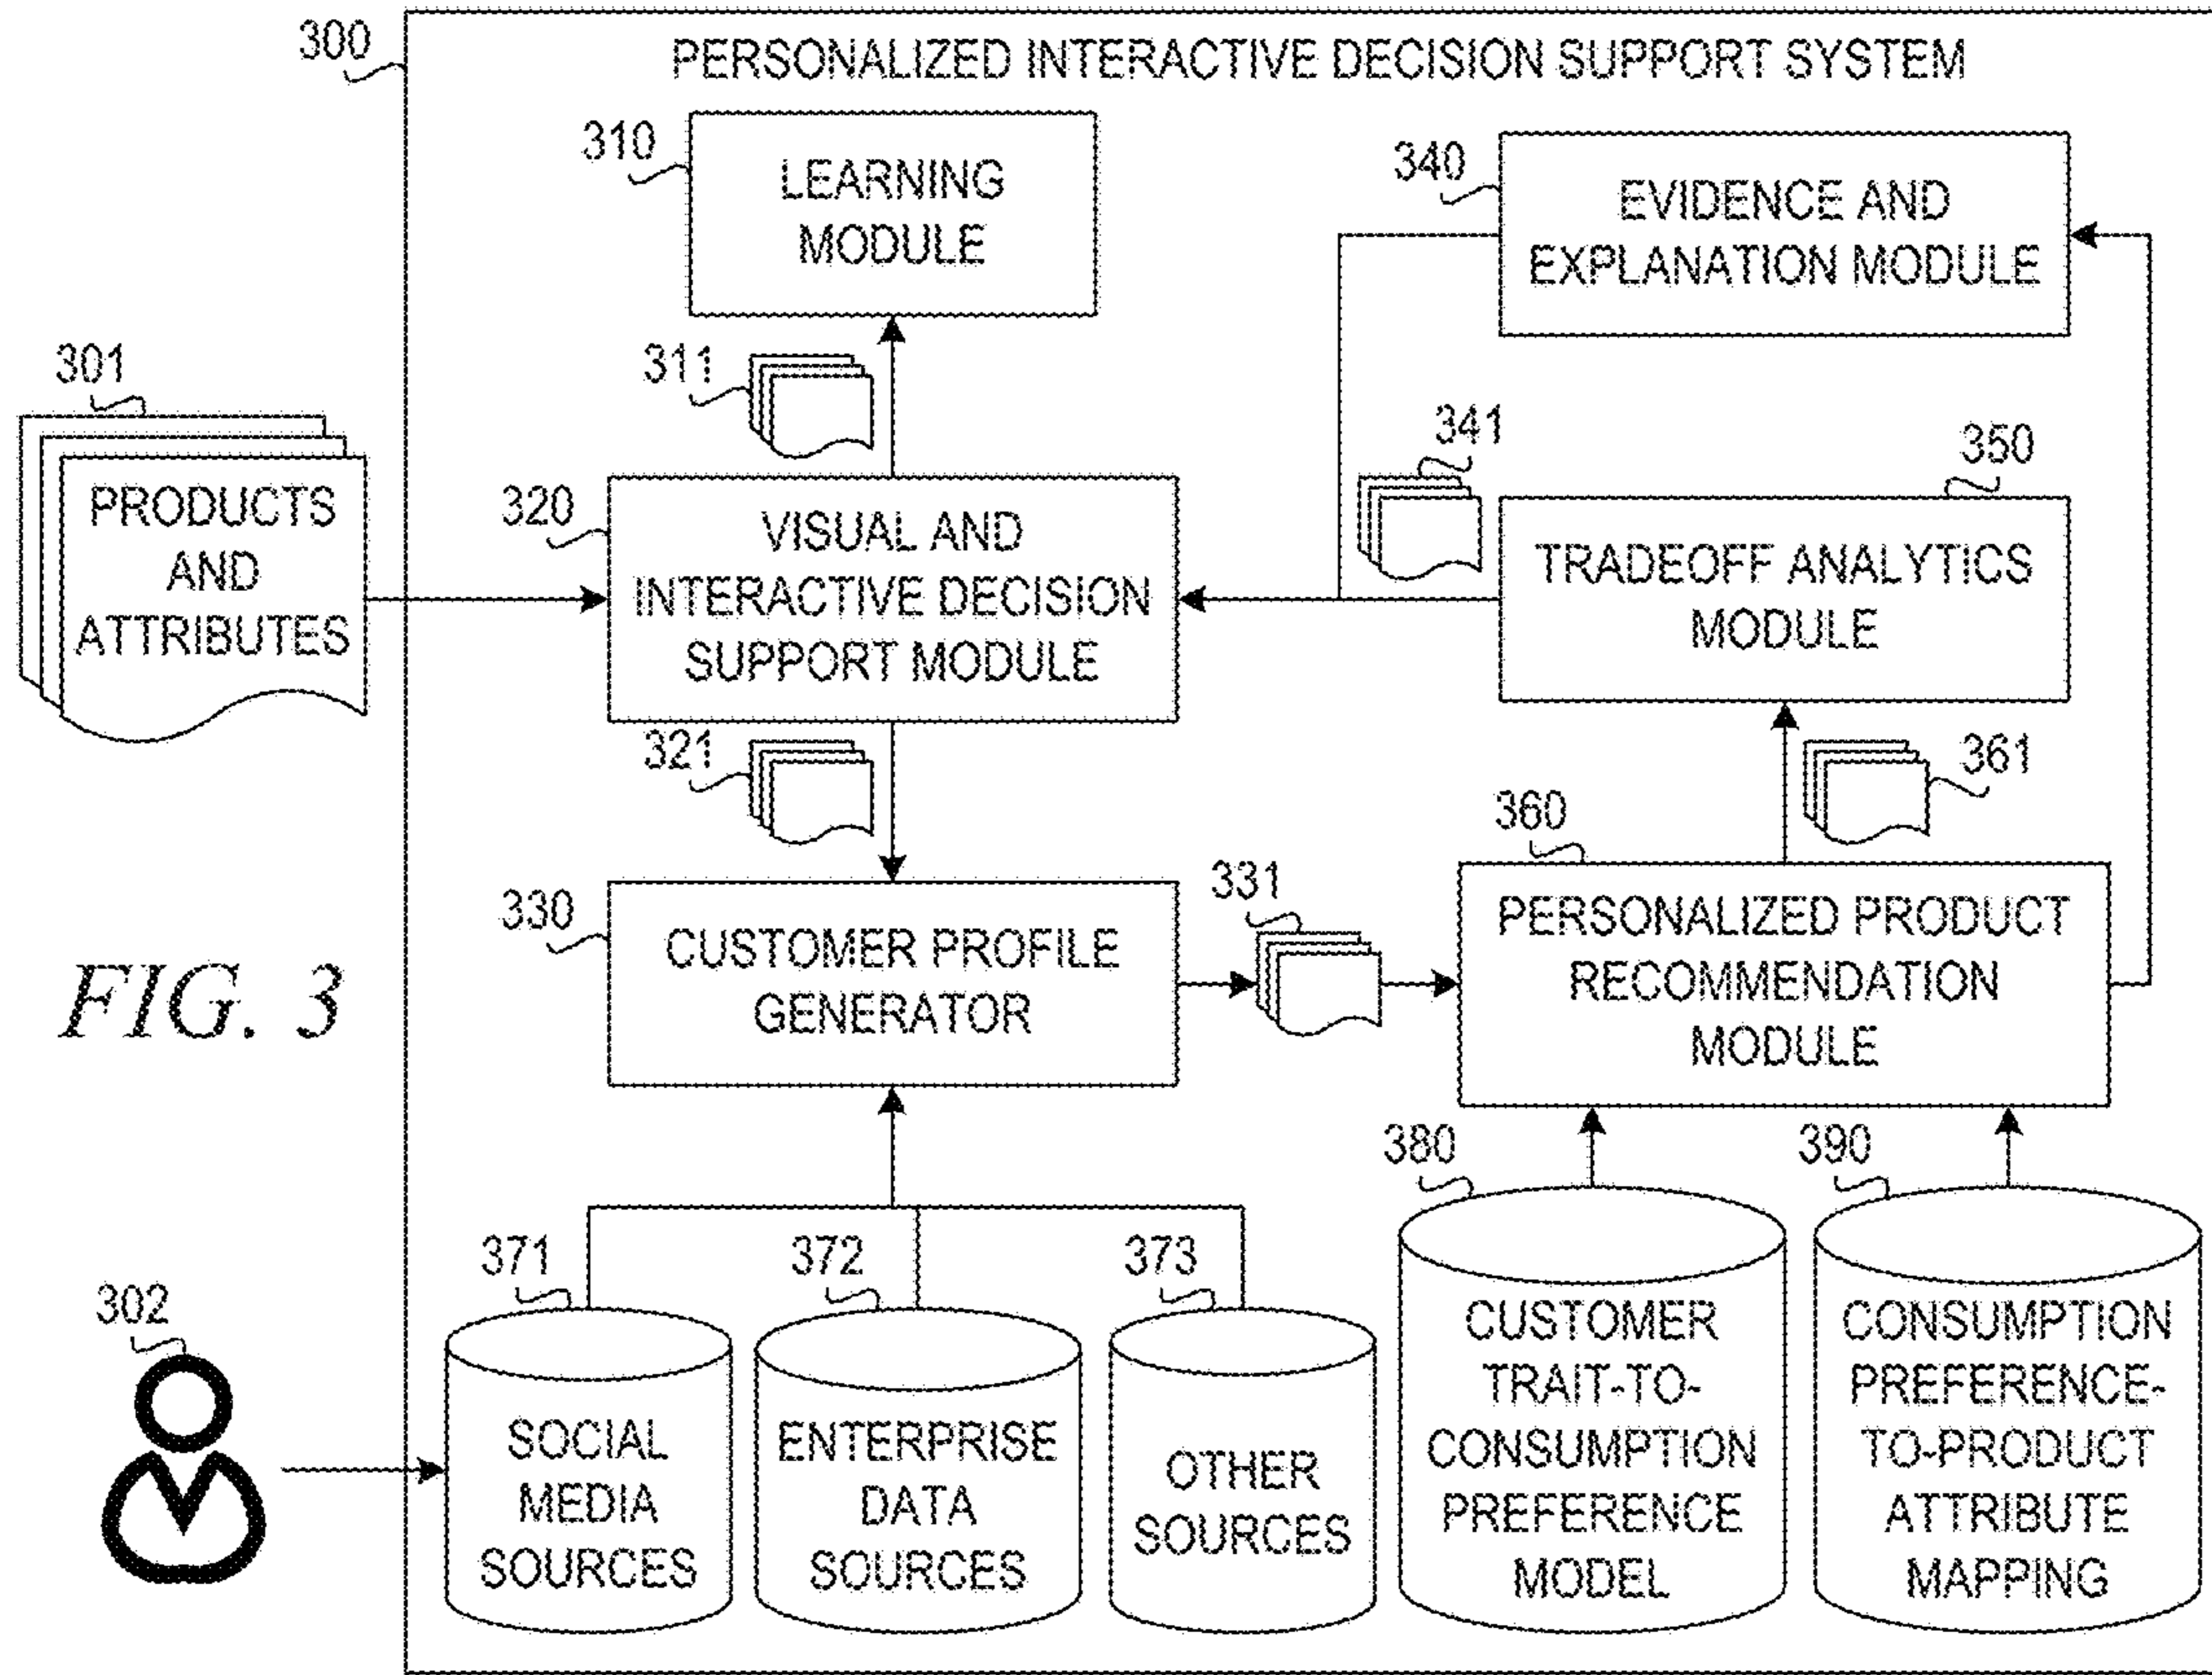 300
PERSONALIZED INTERACTIVE DECISION SUPPORT SYSTEM
310
LEARNING
MODULE
340
EVIDENCE AND
EXPLANATION MODULE
301
PRODUCTS
AND
ATTRIBUTES
311
320
VISUAL AND
INTERACTIVE DECISION
SUPPORT MODULE
341
350
TRADEOFF ANALYTICS
MODULE
321
361
360
330
CUSTOMER PROFILE
GENERATOR
331
PERSONALIZED PRODUCT
RECOMMENDATION
MODULE
FIG. 3
302
371
SOCIAL
MEDIA
SOURCES
372
ENTERPRISE
DATA
SOURCES
373
OTHER
SOURCES
380
CUSTOMER
TRAIT-TO-
CONSUMPTION
PREFERENCE
MODEL
390
CONSUMPTION
PREFERENCE-
TO-PRODUCT
ATTRIBUTE
MAPPING